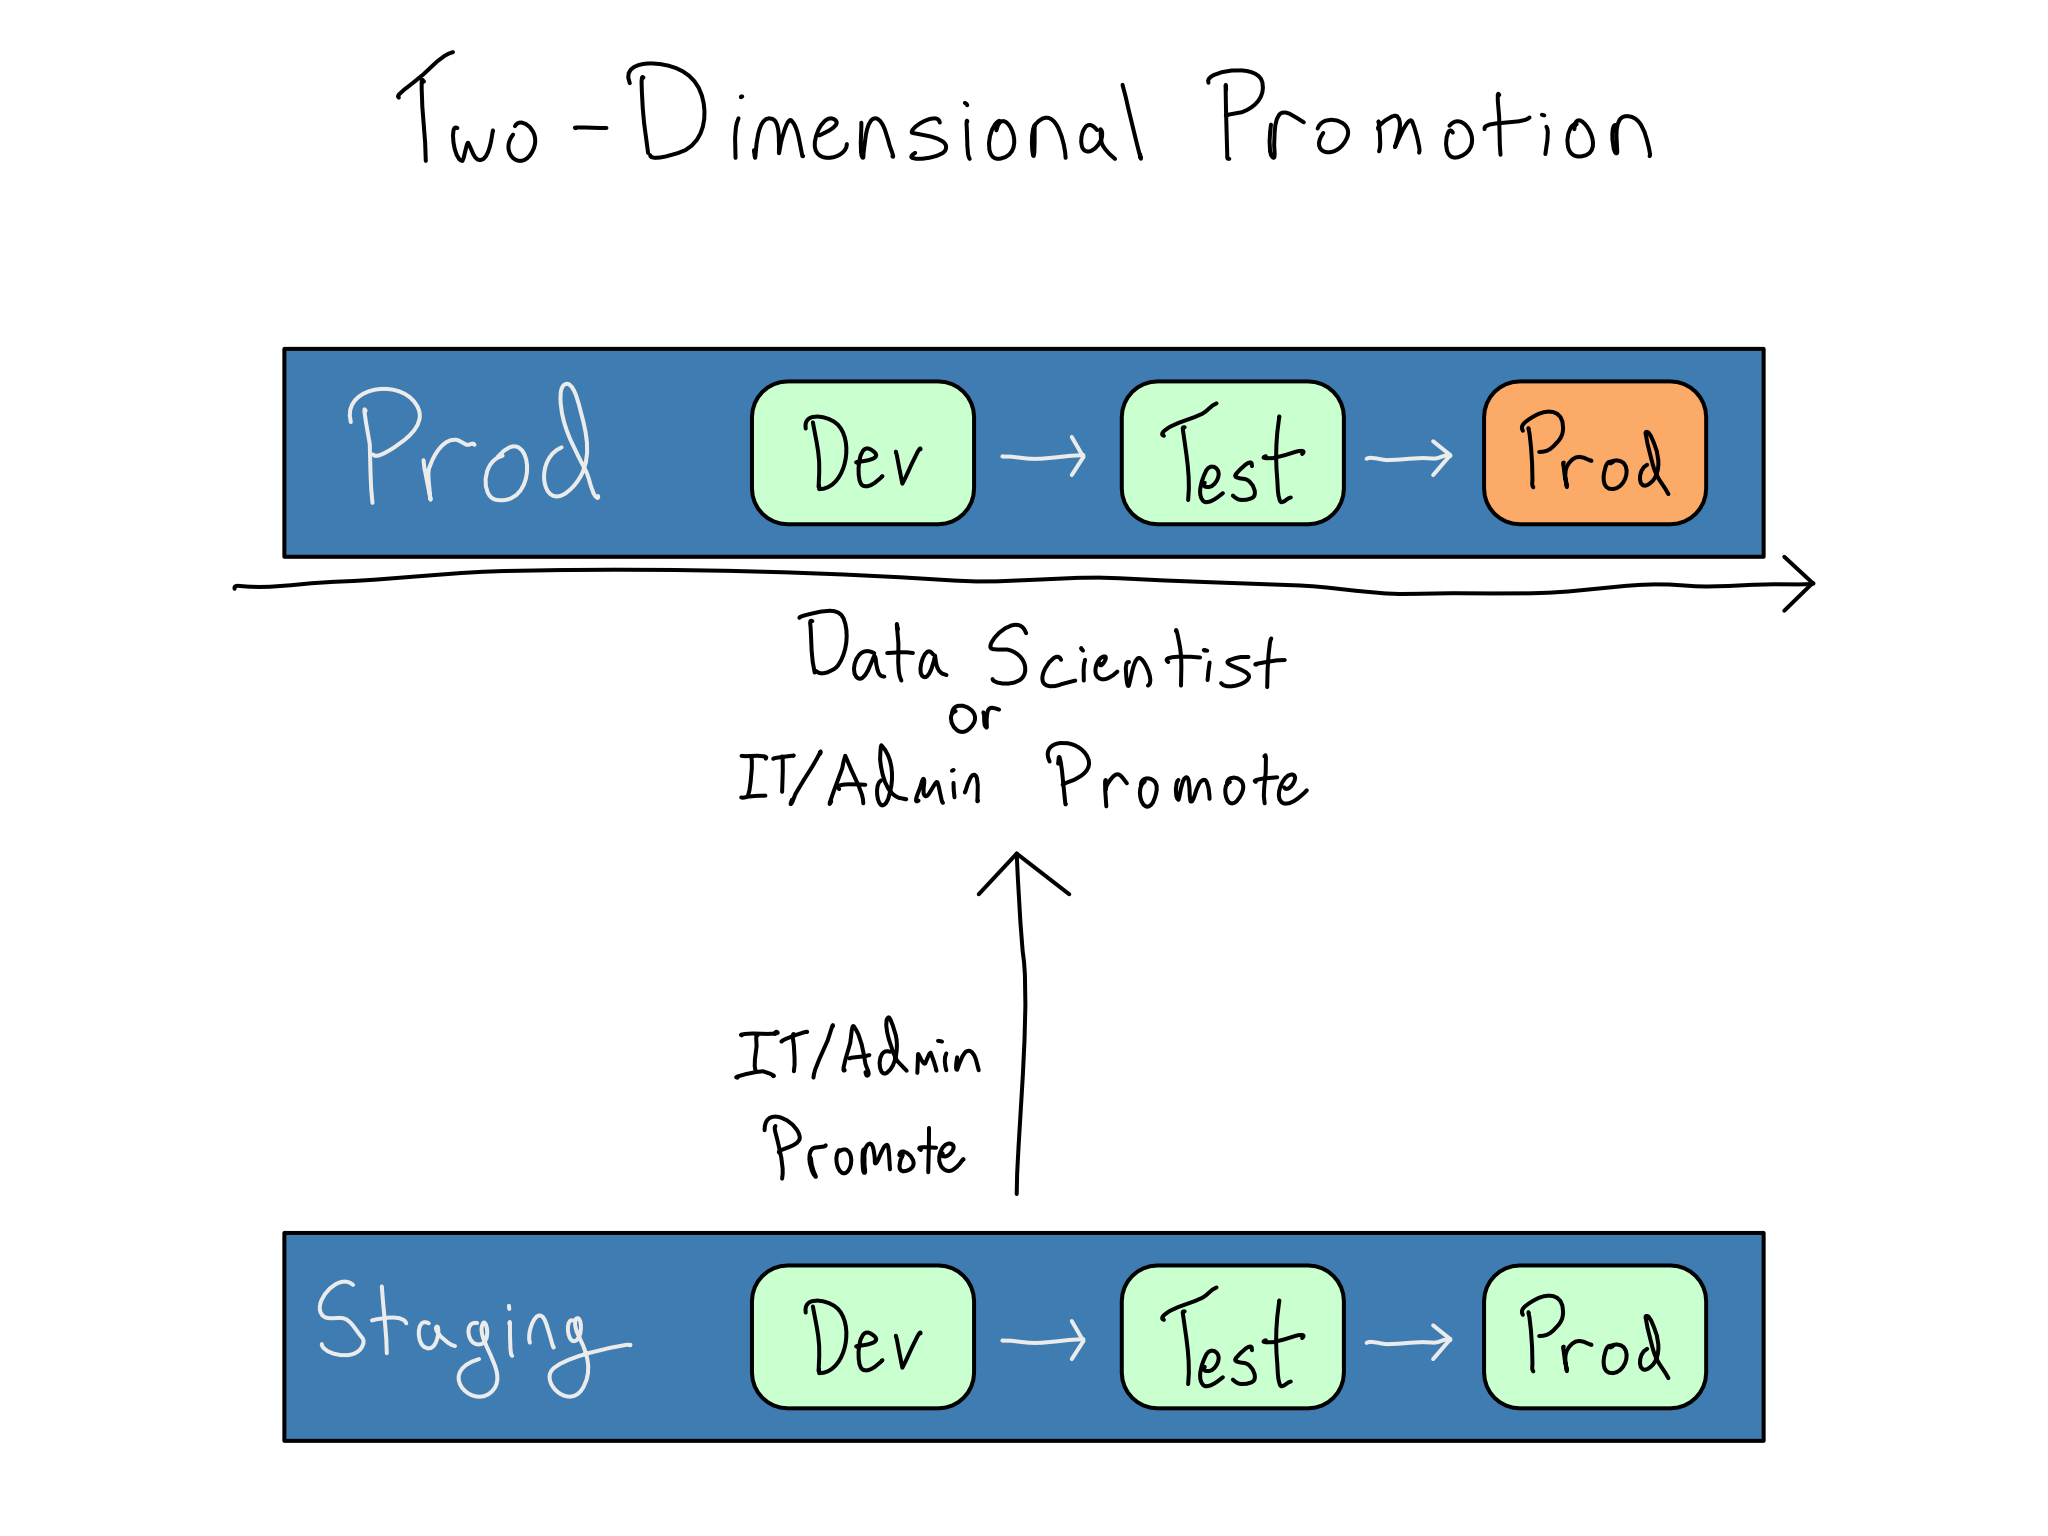 Two-Dimensional Promotion
Prod Dev Test Prod
Data Scientist
or
IT/Admin Promote
IT/Admin
Promote
Staging Dev Test Prod